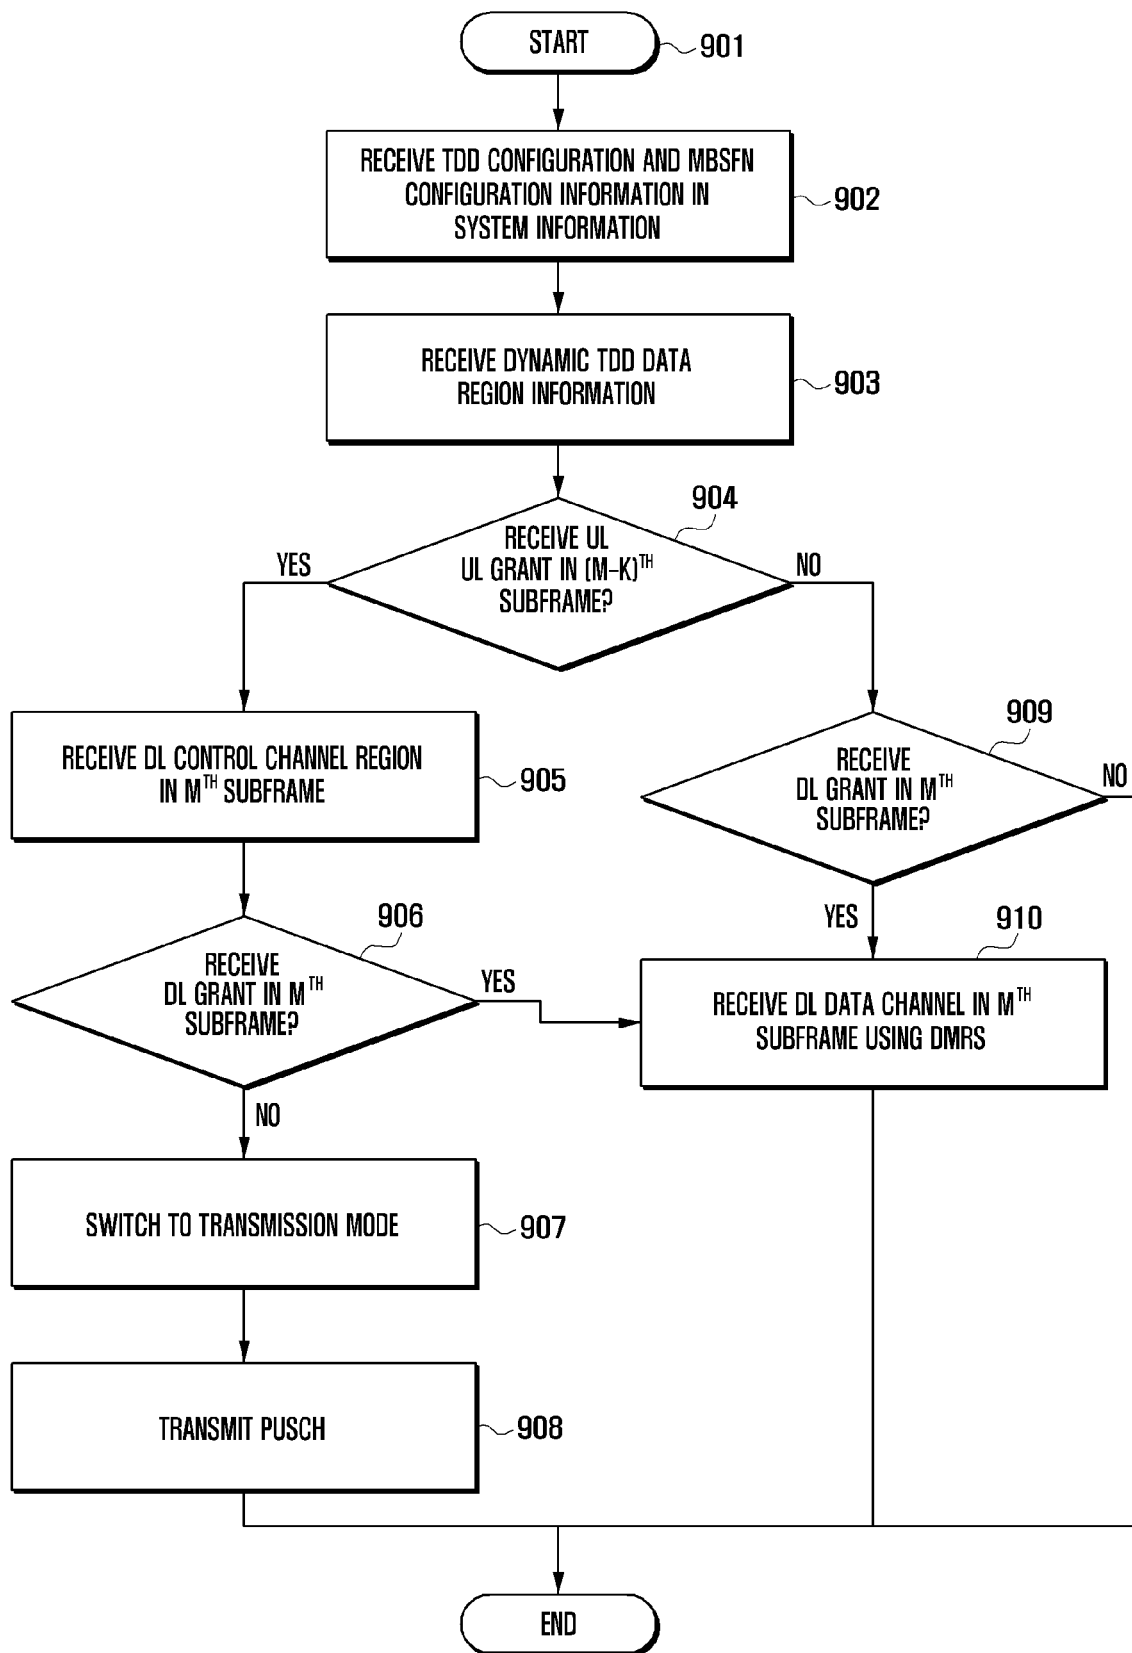 START
901
RECEIVE TDD CONFIGURATION AND MBSFN
CONFIGURATION INFORMATION IN
SYSTEM INFORMATION
902
RECEIVE DYNAMIC TDD DATA
REGION INFORMATION
903
904
RECEIVE UL
UL GRANT IN (M-K)TH
SUBFRAME?
YES
NO
RECEIVE DL CONTROL CHANNEL REGION
IN MTH SUBFRAME
905
909
RECEIVE
DL GRANT IN MTH
SUBFRAME?
NO
YES
906
RECEIVE
DL GRANT IN MTH
SUBFRAME?
YES
NO
910
RECEIVE DL DATA CHANNEL IN MTH
SUBFRAME USING DMRS
SWITCH TO TRANSMISSION MODE
907
TRANSMIT PUSCH
908
END